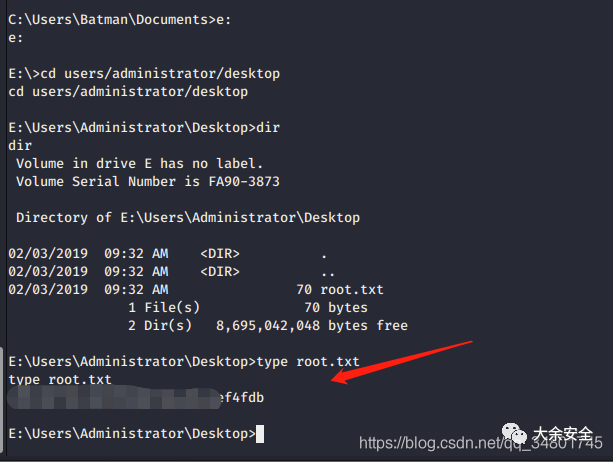 C:\Users\Batman\Documents>e:
e:
E:\>cd users/administrator/desktop
cd users/administrator/desktop
E:\Users\Administrator\Desktop>dir
dir
Volume in drive E has no label.
Volume Serial Number is FA90-3873
Directory of E:\Users\Administrator\Desktop
02/03/2019  09:32 AM    <DIR>          .
02/03/2019  09:32 AM    <DIR>          ..
02/03/2019  09:32 AM                70 root.txt
1 File(s)             70 bytes
2 Dir(s)   8,695,042,048 bytes free
E:\Users\Administrator\Desktop>type root.txt
type root.txt
ef4fdb
E:\Users\Administrator\Desktop>
大余安全
https://blog.csdn.net/qq_34801745